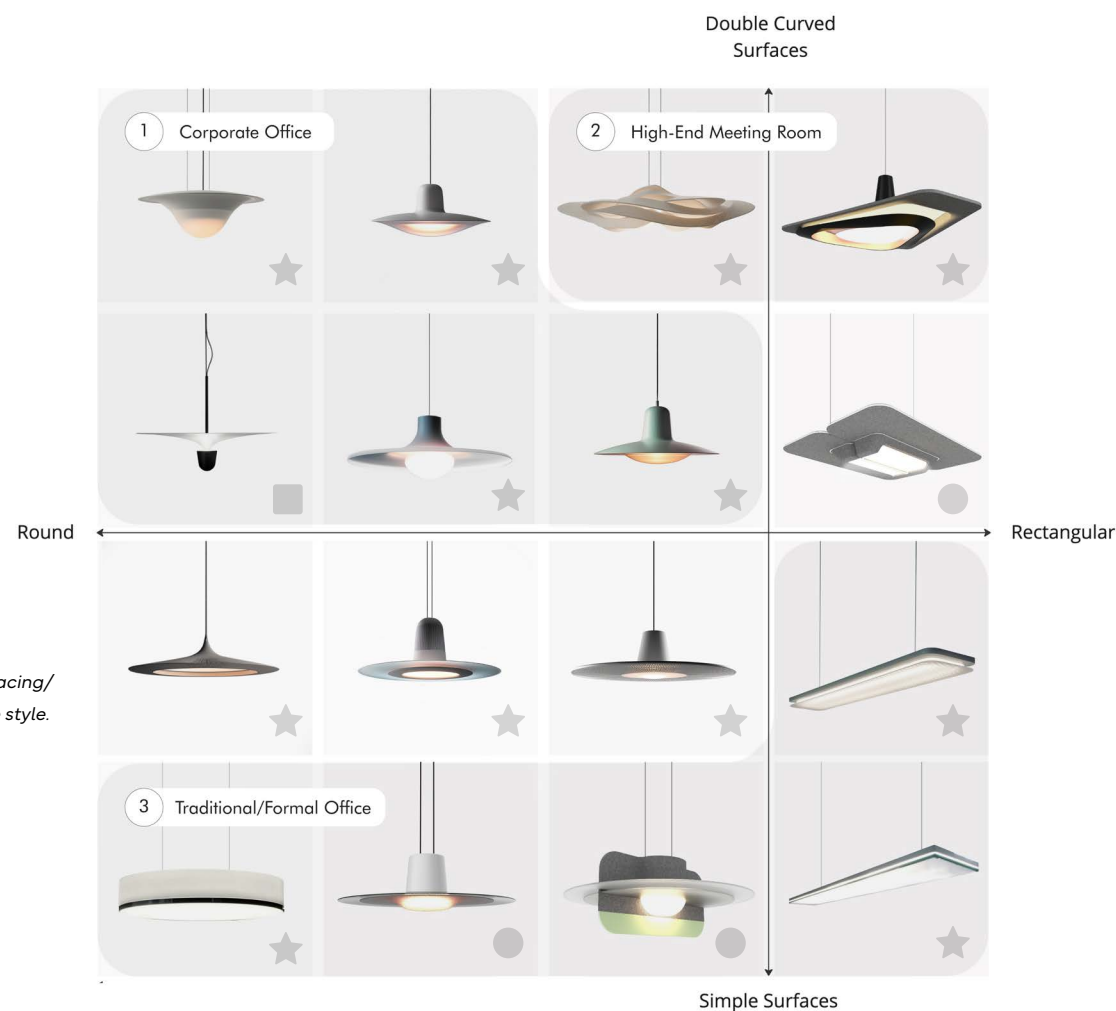 Double Curved
Surfaces
1 Corporate Office
2 High-End Meeting Room
Round
Rectangular
style.
3 Traditional/Formal Office
Simple Surfaces